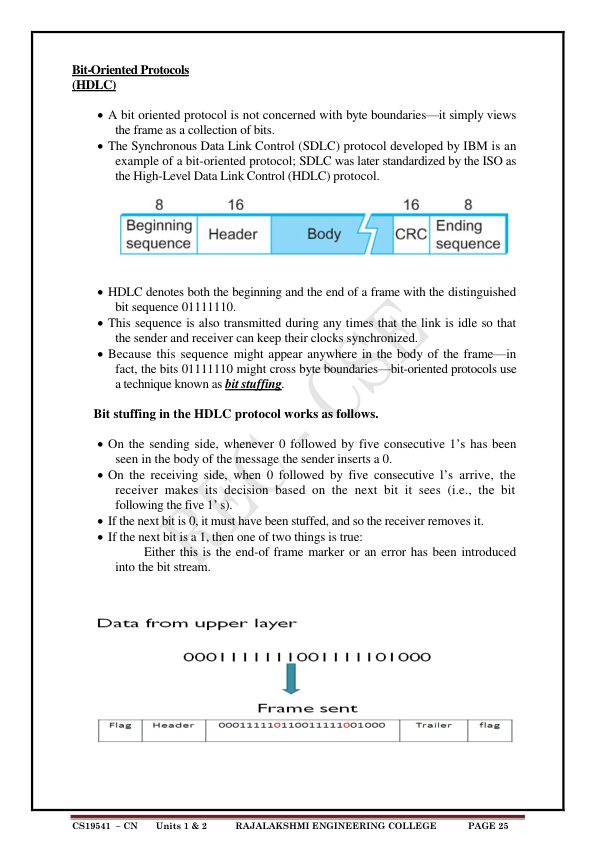 Bit-Oriented Protocols
(HDLC)
• A bit oriented protocol is not concerned with byte boundaries—it simply views
the frame as a collection of bits.
• The Synchronous Data Link Control (SDLC) protocol developed by IBM is an
example of a bit-oriented protocol; SDLC was later standardized by the ISO as
the High-Level Data Link Control (HDLC) protocol.
8 16 16 8
Beginning sequence Header Body CRC Ending sequence
• HDLC denotes both the beginning and the end of a frame with the distinguished
bit sequence 01111110.
• This sequence is also transmitted during any times that the link is idle so that
the sender and receiver can keep their clocks synchronized.
• Because this sequence might appear anywhere in the body of the frame—in
fact, the bits 01111110 might cross byte boundaries—bit-oriented protocols use
a technique known as bit stuffing.
Bit stuffing in the HDLC protocol works as follows.
• On the sending side, whenever 0 followed by five consecutive 1’s has been
seen in the body of the message the sender inserts a 0.
• On the receiving side, when 0 followed by five consecutive l’s arrive, the
receiver makes its decision based on the next bit it sees (i.e., the bit
following the five 1’ s).
• If the next bit is 0, it must have been stuffed, and so the receiver removes it.
• If the next bit is a 1, then one of two things is true:
Either this is the end-of frame marker or an error has been introduced
into the bit stream.
REC - CSE
Data from upper layer
0001111111001111101000
Frame sent
Flag Header 000111110110011111001000 Trailer flag
CS19541 – CN Units 1 & 2 RAJALAKSHMI ENGINEERING COLLEGE PAGE 25